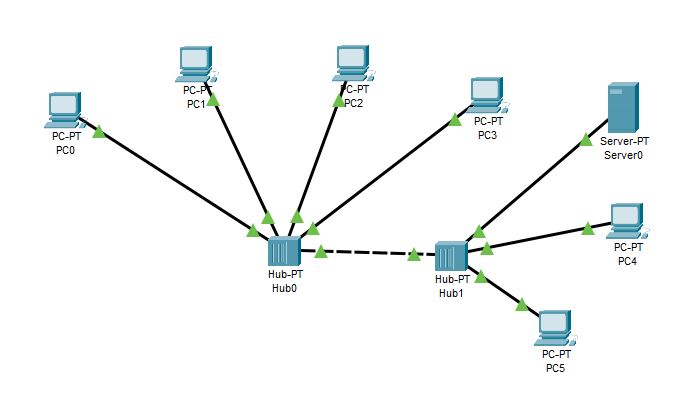 PC-PT
PC0
PC-PT
PC1
PC-PT
PC2
PC-PT
PC3
Server-PT
Server0
PC-PT
PC4
Hub-PT
Hub0
Hub-PT
Hub1
PC-PT
PC5